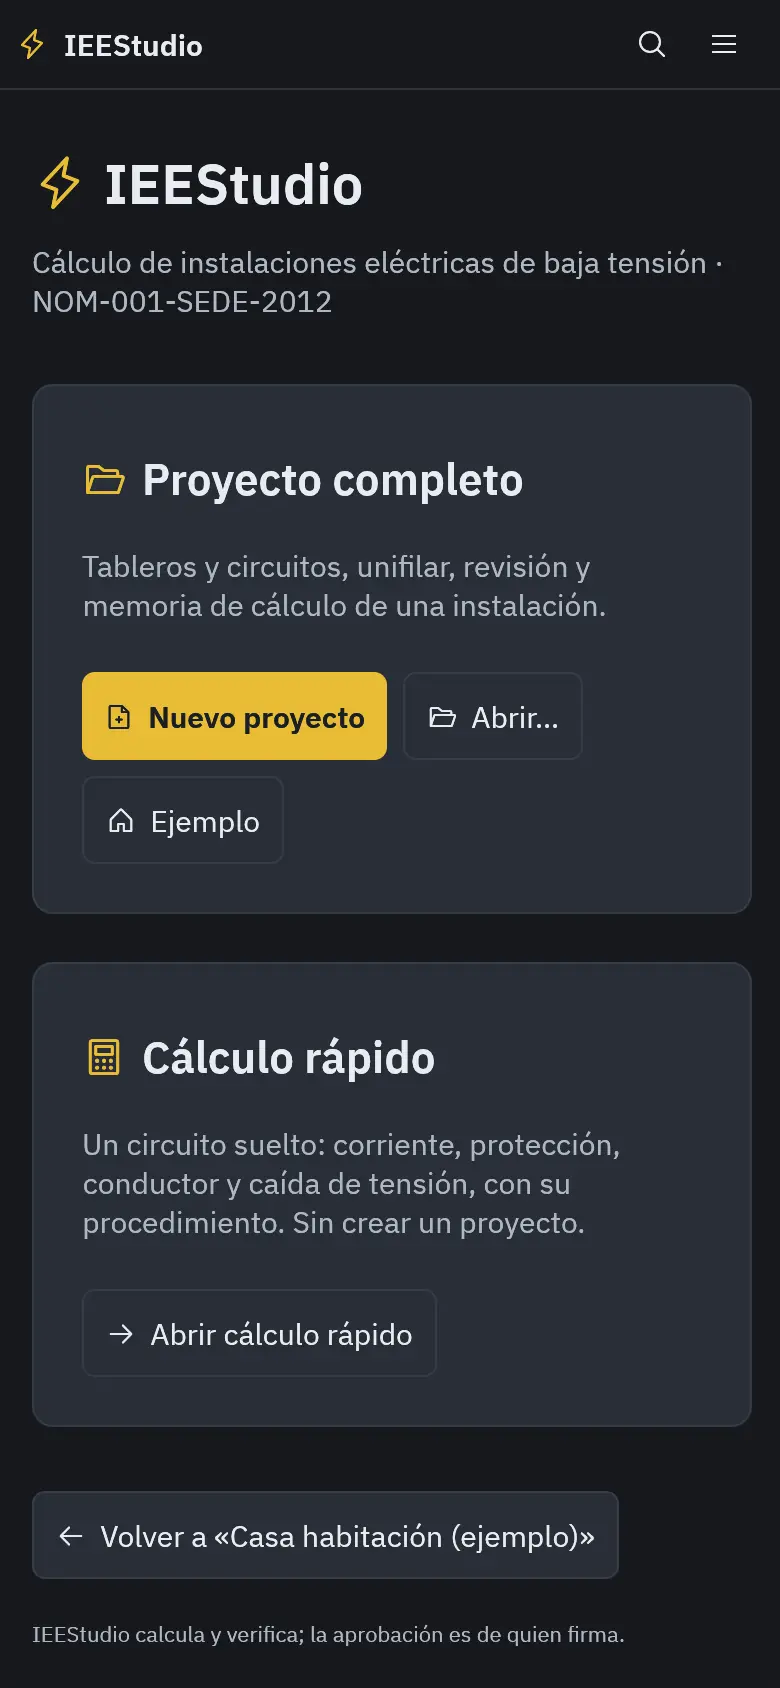 IEEStudio
IEEStudio
Cálculo de instalaciones eléctricas de baja tensión ·
NOM-001-SEDE-2012
Proyecto completo
Tableros y circuitos, unifilar, revisión y
memoria de cálculo de una instalación.
Nuevo proyecto
Abrir...
Ejemplo
Cálculo rápido
Un circuito suelto: corriente, protección,
conductor y caída de tensión, con su
procedimiento. Sin crear un proyecto.
Abrir cálculo rápido
Volver a «Casa habitación (ejemplo)»
IEEStudio calcula y verifica; la aprobación es de quien firma.